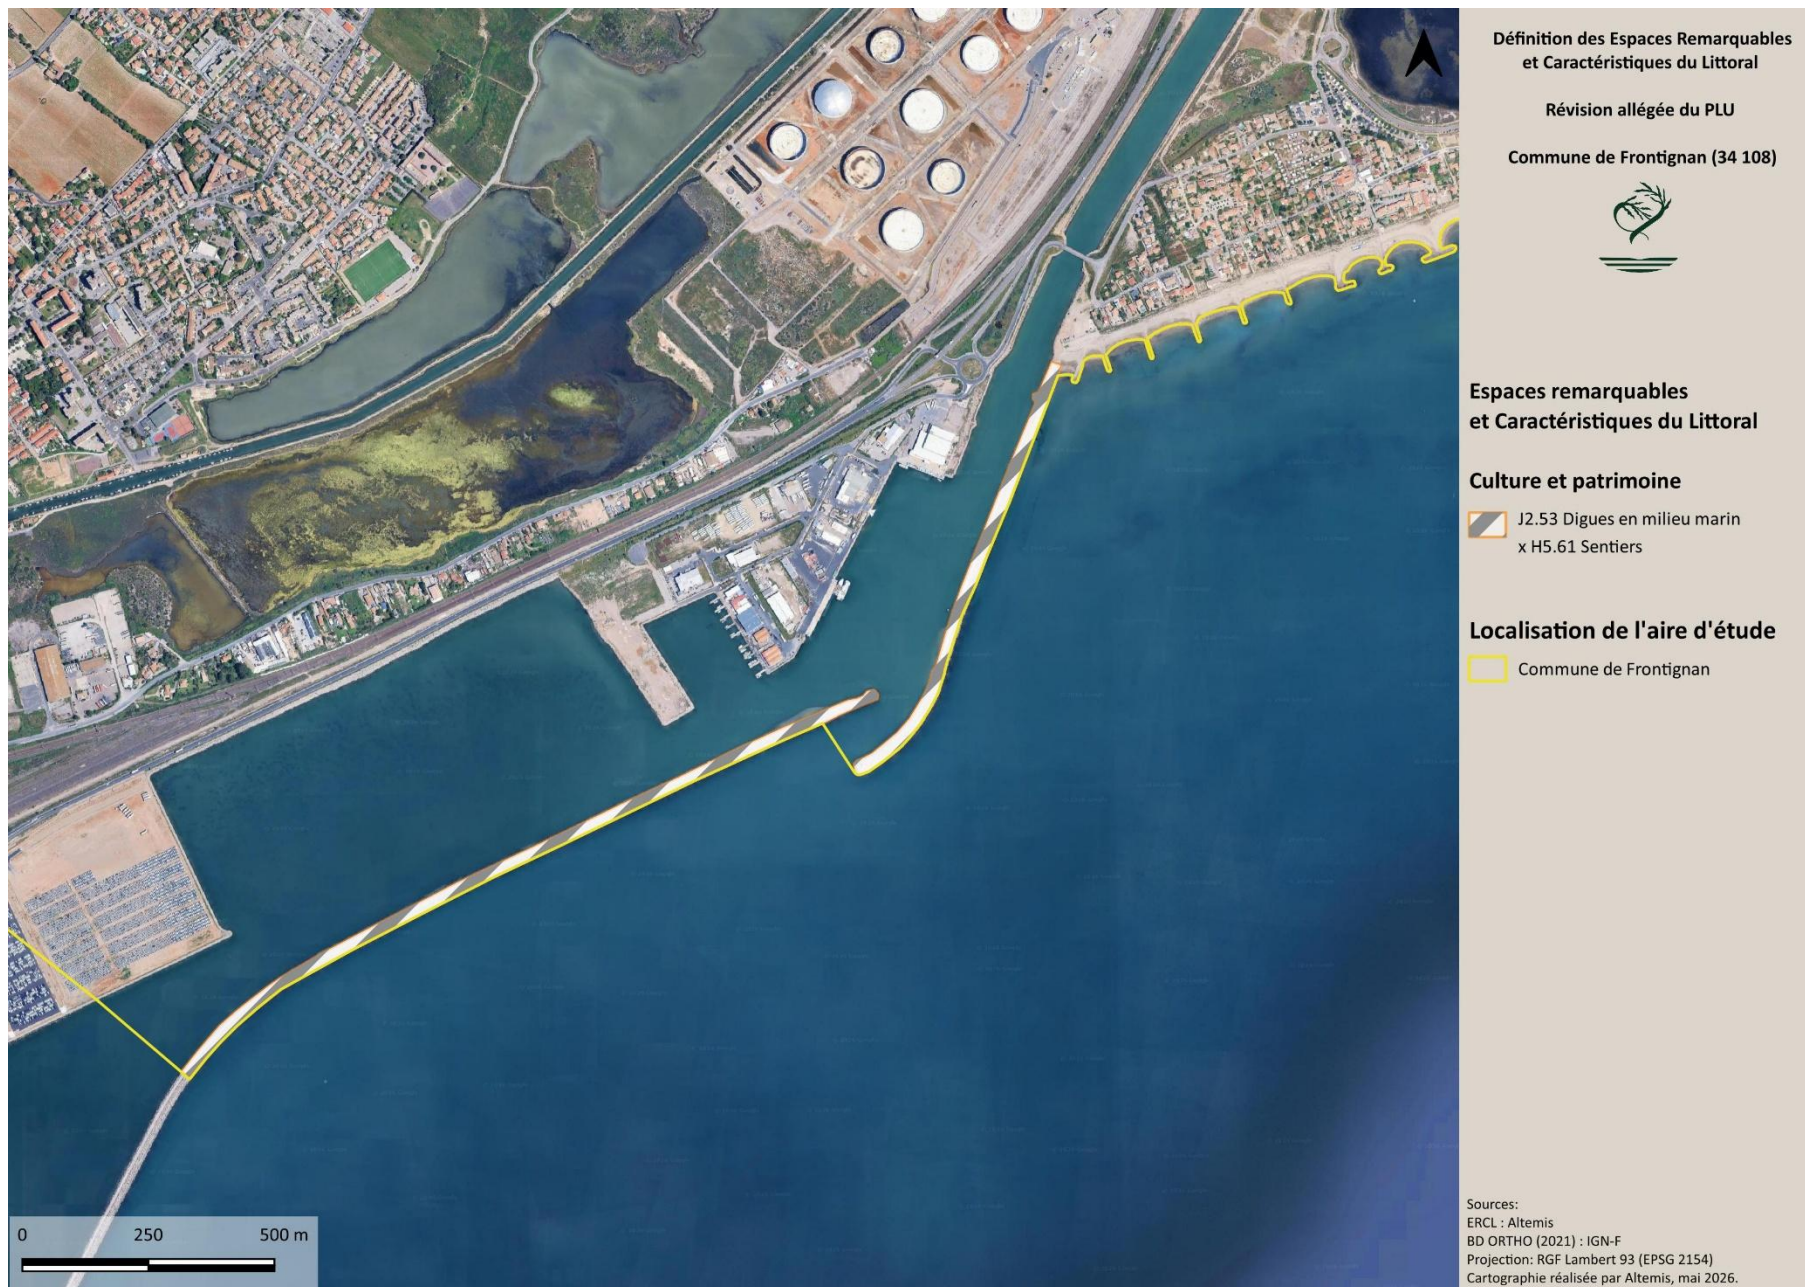 Définition des Espaces Remarquables
et Caractéristiques du Littoral
Révision allégée du PLU
Commune de Frontignan (34 108)
Espaces remarquables
et Caractéristiques du Littoral
Culture et patrimoine
J2.53 Digues en milieu marin
x H5.61 Sentiers
Localisation de l'aire d'étude
Commune de Frontignan
0 250 500 m
Sources:
ERCL : Altemis
BD ORTHO (2021) : IGN-F
Projection: RGF Lambert 93 (EPSG 2154)
Cartographie réalisée par Altemis, mai 2026.